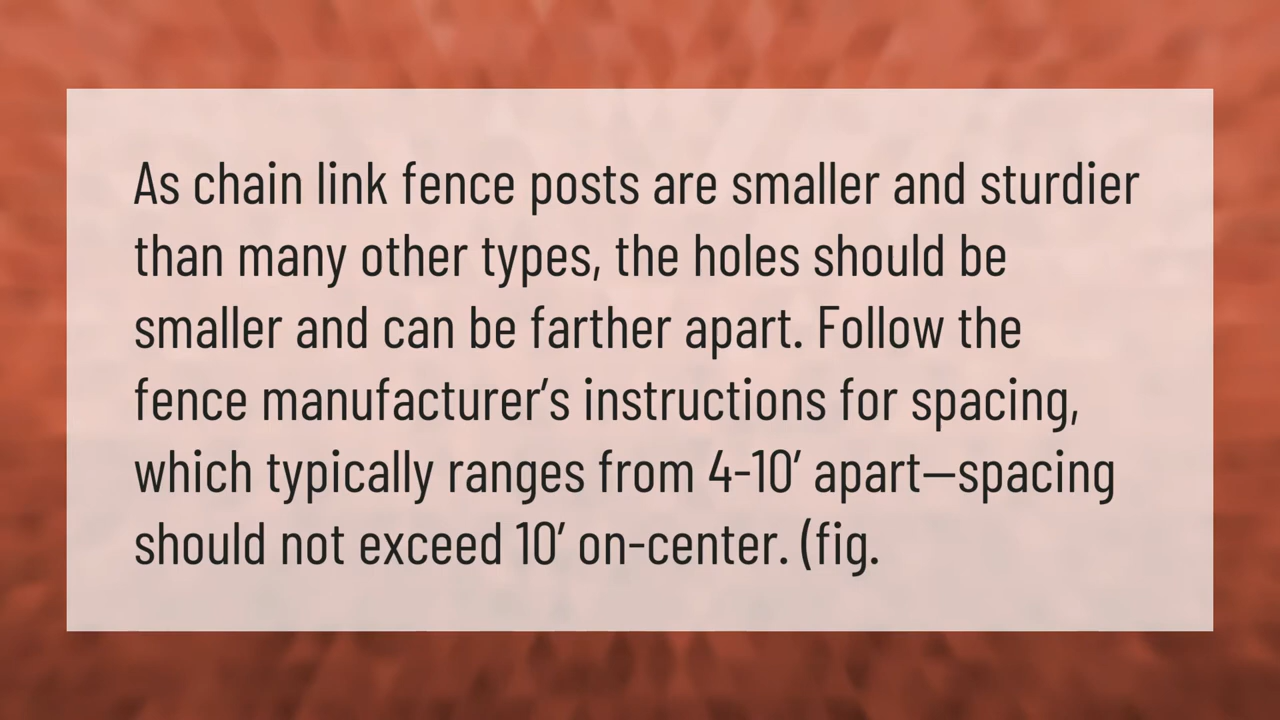 As chain link fence posts are smaller and sturdier
than many other types, the holes should be
smaller and can be farther apart. Follow the
fence manufacturer’s instructions for spacing,
which typically ranges from 4-10’ apart—spacing
should not exceed 10’ on-center. (fig.